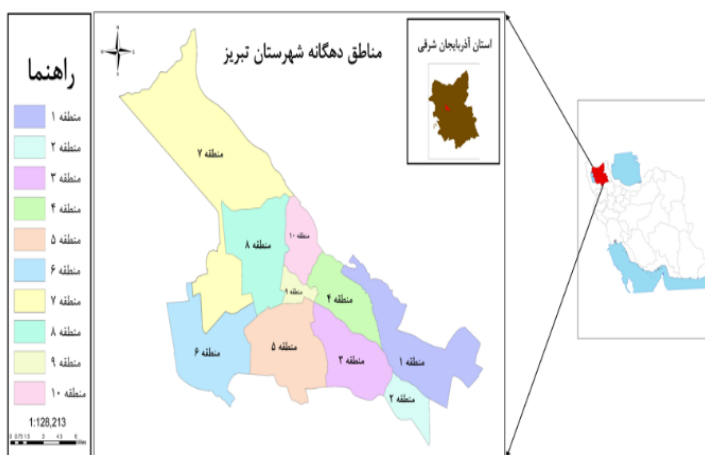 مناطق دهگانه شهرستان تبریز
استان آذربایجان شرقی
راهنما
منطقه ۱
منطقه ۲
منطقه ۳
منطقه ۴
منطقه ۵
منطقه ۶
منطقه ۷
منطقه ۸
منطقه ۹
منطقه ۱۰
1:128,213
منطقه ۷
منطقه ۸
منطقه ۱۰
منطقه ۹
منطقه ۴
منطقه ۶
منطقه ۵
منطقه ۳
منطقه ۱
منطقه ۲